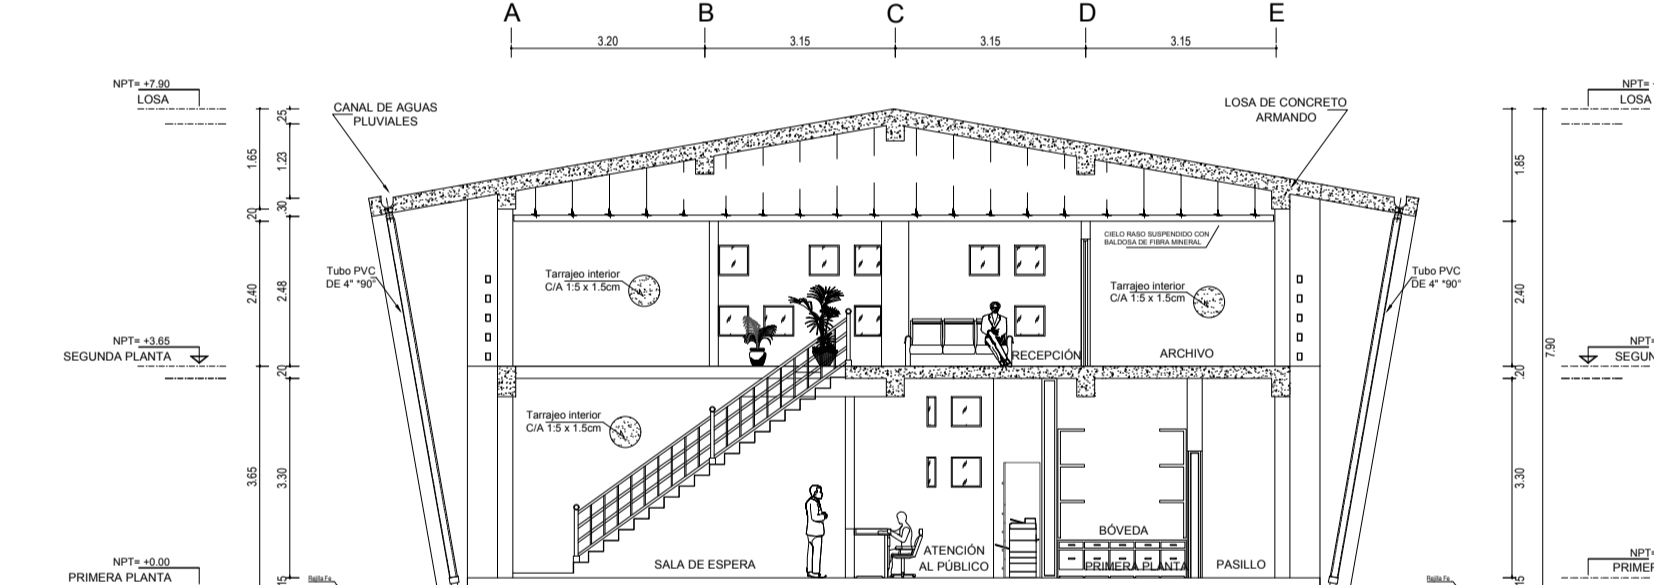 A B C D E
3.20 3.15 3.15 3.15
NPT= +7.90
LOSA
CANAL DE AGUAS
PLUVIALES
LOSA DE CONCRETO
ARMANDO
NPT=
LOSA
25
1.65
1.23
1.85
20
30
CIELO RASO SUSPENDIDO CON
BALDOSA DE FIBRA MINERAL
Tubo PVC
DE 4" *90°
Tarrajeo interior
C/A 1:5 x 1.5cm
Tarrajeo interior
C/A 1:5 x 1.5cm
Tubo PVC
DE 4" *90°
2.40
2.48
2.40
NPT= +3.65
SEGUNDA PLANTA
RECEPCIÓN
ARCHIVO
7.90
NPT=
SEGUN
20
20
Tarrajeo interior
C/A 1:5 x 1.5cm
3.65
3.30
3.30
BÓVEDA
SALA DE ESPERA
ATENCIÓN
AL PÚBLICO
PRIMERA PLANTA
PASILLO
NPT= +0.00
PRIMERA PLANTA
NPT=
PRIMER
15
15